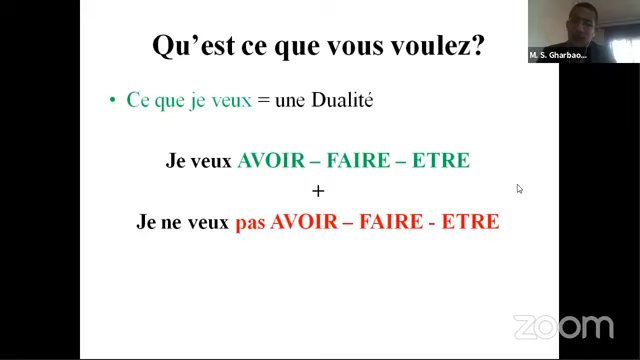 Qu'est ce que vous voulez?
M. S. Gharbao...
• Ce que je veux = une Dualité
Je veux AVOIR – FAIRE – ETRE
+
Je ne veux pas AVOIR – FAIRE - ETRE
zoom